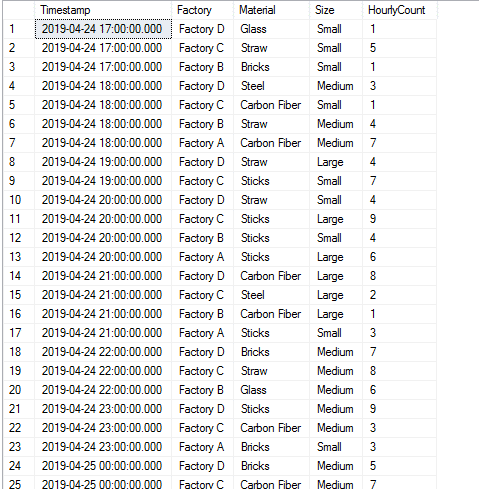 Timestamp Factory Material Size HourlyCount
1 2019-04-24 17:00:00.000 Factory D Glass Small 1
2 2019-04-24 17:00:00.000 Factory C Straw Small 5
3 2019-04-24 17:00:00.000 Factory B Bricks Small 1
4 2019-04-24 18:00:00.000 Factory D Steel Medium 3
5 2019-04-24 18:00:00.000 Factory C Carbon Fiber Small 1
6 2019-04-24 18:00:00.000 Factory B Straw Medium 4
7 2019-04-24 18:00:00.000 Factory A Carbon Fiber Medium 7
8 2019-04-24 19:00:00.000 Factory D Straw Large 4
9 2019-04-24 19:00:00.000 Factory C Sticks Small 7
10 2019-04-24 20:00:00.000 Factory D Straw Small 4
11 2019-04-24 20:00:00.000 Factory C Sticks Large 9
12 2019-04-24 20:00:00.000 Factory B Sticks Small 4
13 2019-04-24 20:00:00.000 Factory A Sticks Large 6
14 2019-04-24 21:00:00.000 Factory D Carbon Fiber Large 8
15 2019-04-24 21:00:00.000 Factory C Steel Large 2
16 2019-04-24 21:00:00.000 Factory B Carbon Fiber Large 1
17 2019-04-24 21:00:00.000 Factory A Sticks Small 3
18 2019-04-24 22:00:00.000 Factory D Bricks Medium 7
19 2019-04-24 22:00:00.000 Factory C Straw Medium 8
20 2019-04-24 22:00:00.000 Factory B Glass Medium 6
21 2019-04-24 23:00:00.000 Factory D Sticks Medium 9
22 2019-04-24 23:00:00.000 Factory C Carbon Fiber Medium 3
23 2019-04-24 23:00:00.000 Factory A Bricks Small 3
24 2019-04-25 00:00:00.000 Factory D Bricks Medium 5
25 2019-04-25 00:00:00.000 Factory C Carbon Fiber Medium 7